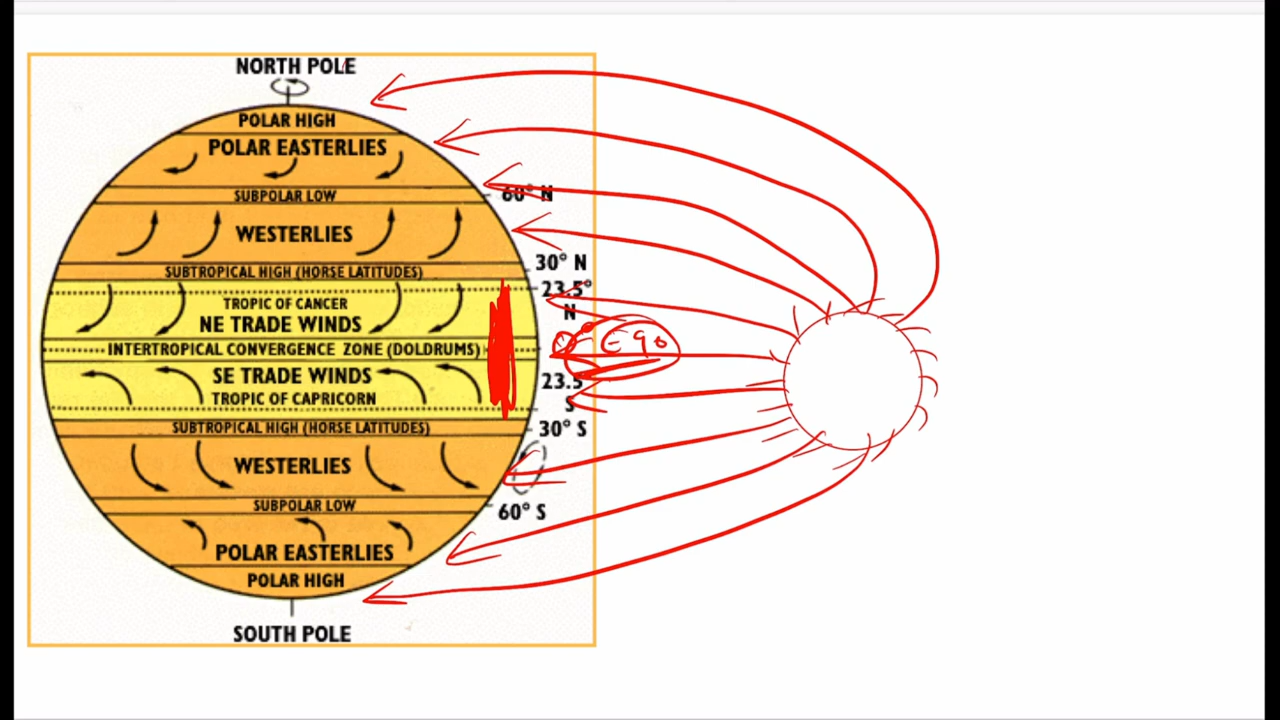 NORTH POLE
POLAR HIGH
POLAR EASTERLIES
SUBPOLAR LOW
60° N
WESTERLIES
30° N
SUBTROPICAL HIGH (HORSE LATITUDES)
23.5°
N
TROPIC OF CANCER
NE TRADE WINDS
INTERTROPICAL CONVERGENCE ZONE (DOLDRUMS)
90
SE TRADE WINDS
23.5
S
TROPIC OF CAPRICORN
SUBTROPICAL HIGH (HORSE LATITUDES)
30° S
WESTERLIES
SUBPOLAR LOW
60° S
POLAR EASTERLIES
POLAR HIGH
SOUTH POLE